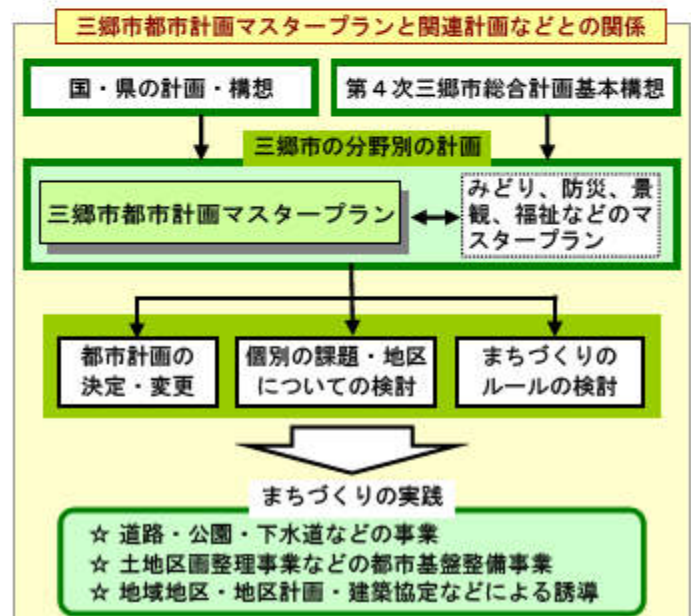 三郷市都市計画マスタープランと関連計画などとの関係
国・県の計画・構想
第４次三郷市総合計画基本構想
三郷市の分野別の計画
三郷市都市計画マスタープラン
みどり、防災、景
観、福祉などのマ
スタープラン
都市計画の
決定・変更
個別の課題・地区
についての検討
まちづくりの
ルールの検討
まちづくりの実践
☆ 道路・公園・下水道などの事業
☆ 土地区画整理事業などの都市基盤整備事業
☆ 地域地区・地区計画・建築協定などによる誘導